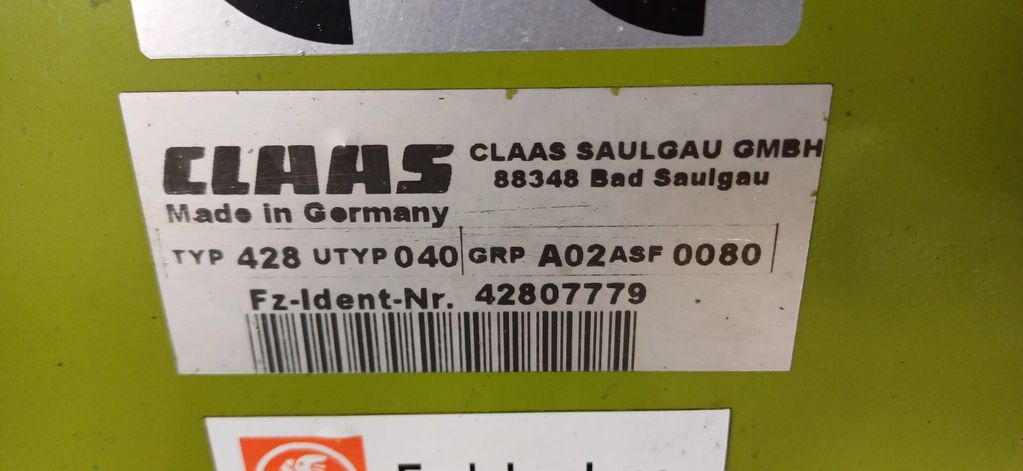 CLAAS
CLAAS SAULGAU GMBH
88348 Bad Saulgau
Made in Germany
TYP 428 UTYP 040 GRP A02 ASF 0080
Fz-Ident-Nr. 42807779